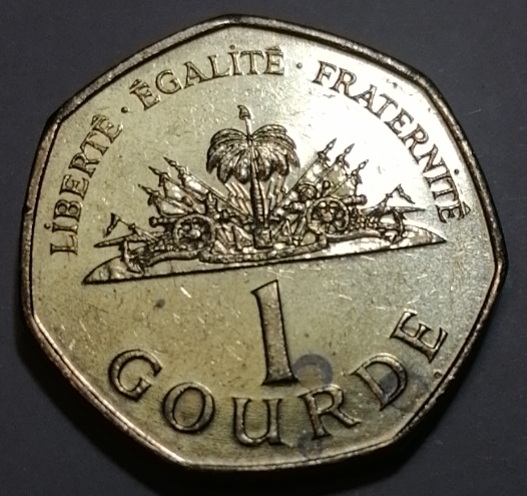 LIBERTÉ · ÉGALITÉ · FRATERNITÉ
1
GOURDE